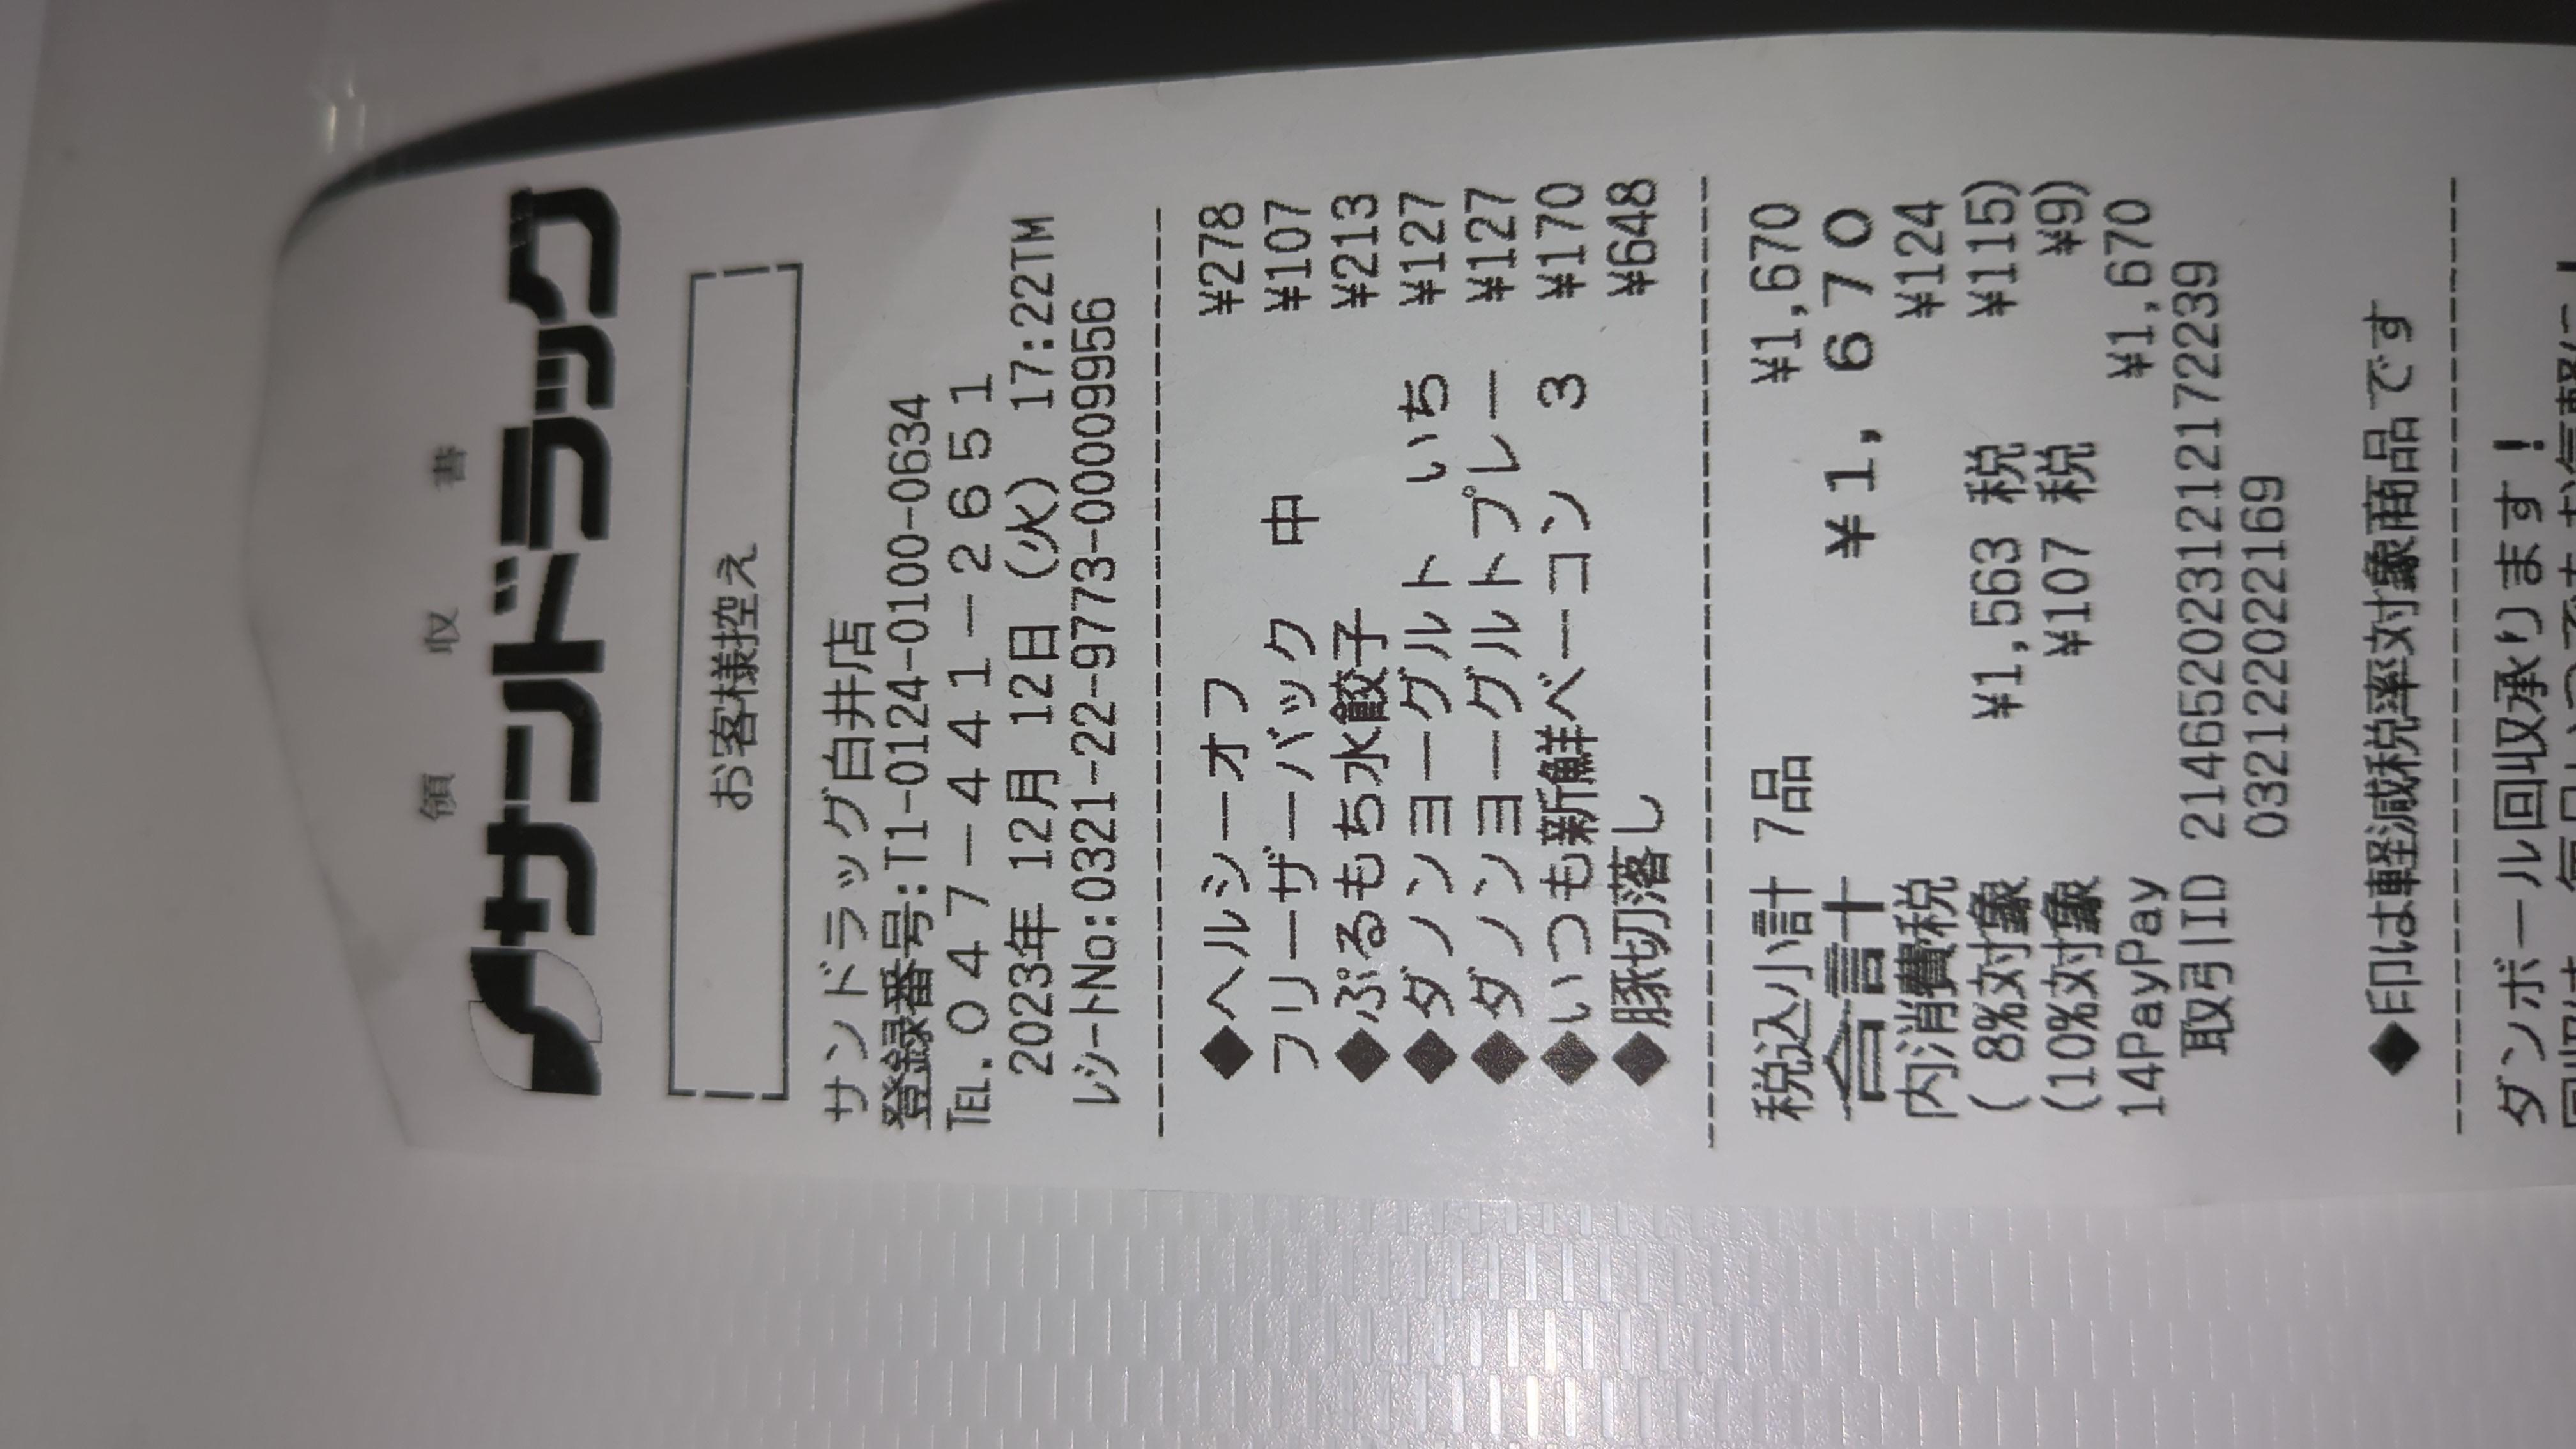 領 収 書
サンドラッグ
お客様控え
サンドラッグ白井店
登録番号:T1-0124-0100-0634
TEL.047-441-2651
2023年 12月 12日 (火) 17:22TM
レシートNo:0321-22-9773-00009956
◆ヘルシーオフ ¥278
フリーザーバック 中 ¥107
◆ぷるもち水餃子 ¥213
◆ダノンヨーグルト いち ¥127
◆ダノンヨーグルトプレー ¥127
◆いつも新鮮ベーコン 3 ¥170
◆豚切落し ¥648
税込小計 7品 ¥1,670
合計 ¥1,670
内消費税 ¥124
( 8%対象 ¥1,563 税 ¥115)
(10%対象 ¥107 税 ¥9)
14PayPay ¥1,670
取引ID 2146520231212172239
032122022169
◆印は軽減税率対象商品です
ダンボール回収承ります!